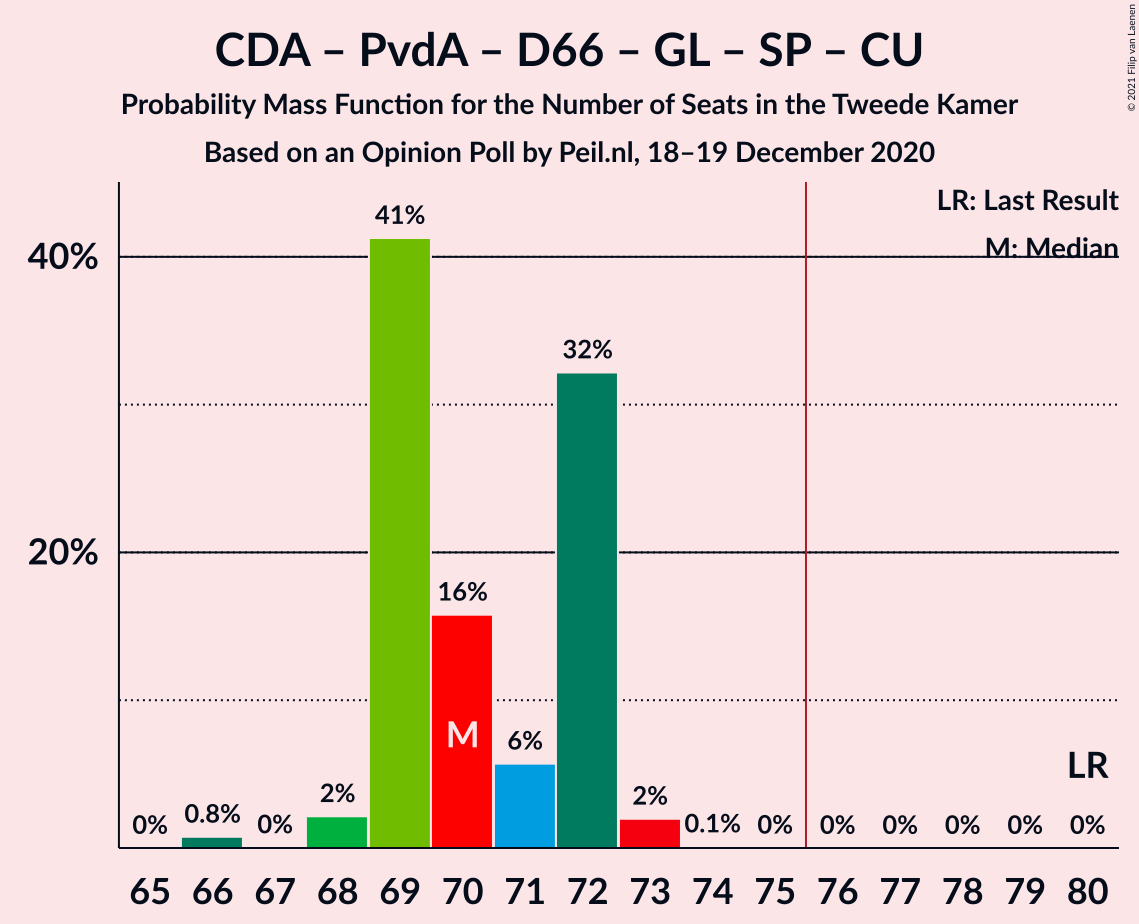 CDA – PvdA – D66 – GL – SP – CU
Probability Mass Function for the Number of Seats in the Tweede Kamer
Based on an Opinion Poll by Peil.nl, 18–19 December 2020
© 2021 Filip van Laenen
LR: Last Result
M: Median
40%
20%
0%
0.8%
0%
2%
41%
16%
6%
32%
2%
0.1%
0%
0%
0%
0%
0%
0%
M
LR
65 66 67 68 69 70 71 72 73 74 75 76 77 78 79 80